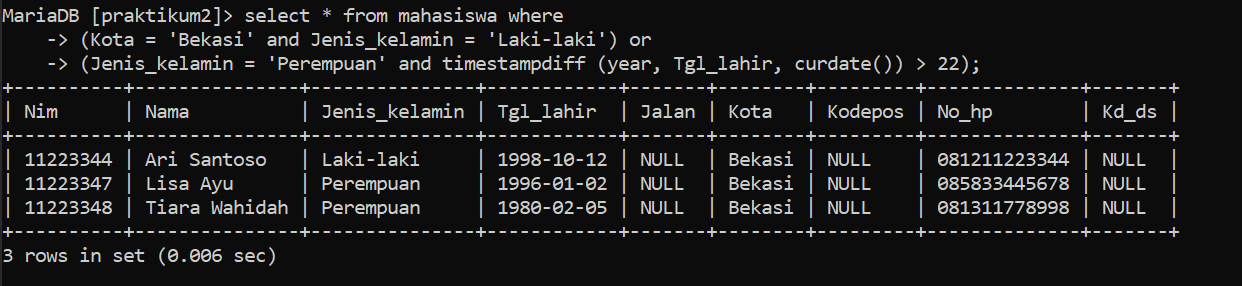 MariaDB [praktikum2]> select * from mahasiswa where
    -> (Kota = 'Bekasi' and Jenis_kelamin = 'Laki-laki') or
    -> (Jenis_kelamin = 'Perempuan' and timestampdiff (year, Tgl_lahir, curdate()) > 22);
+----------+---------------+---------------+------------+-------+--------+---------+--------------+-------+
| Nim      | Nama          | Jenis_kelamin | Tgl_lahir  | Jalan | Kota   | Kodepos | No_hp        | Kd_ds |
+----------+---------------+---------------+------------+-------+--------+---------+--------------+-------+
| 11223344 | Ari Santoso   | Laki-laki     | 1998-10-12 | NULL  | Bekasi | NULL    | 081211223344 | NULL  |
| 11223347 | Lisa Ayu      | Perempuan     | 1996-01-02 | NULL  | Bekasi | NULL    | 085833445678 | NULL  |
| 11223348 | Tiara Wahidah | Perempuan     | 1980-02-05 | NULL  | Bekasi | NULL    | 081311778998 | NULL  |
+----------+---------------+---------------+------------+-------+--------+---------+--------------+-------+
3 rows in set (0.006 sec)